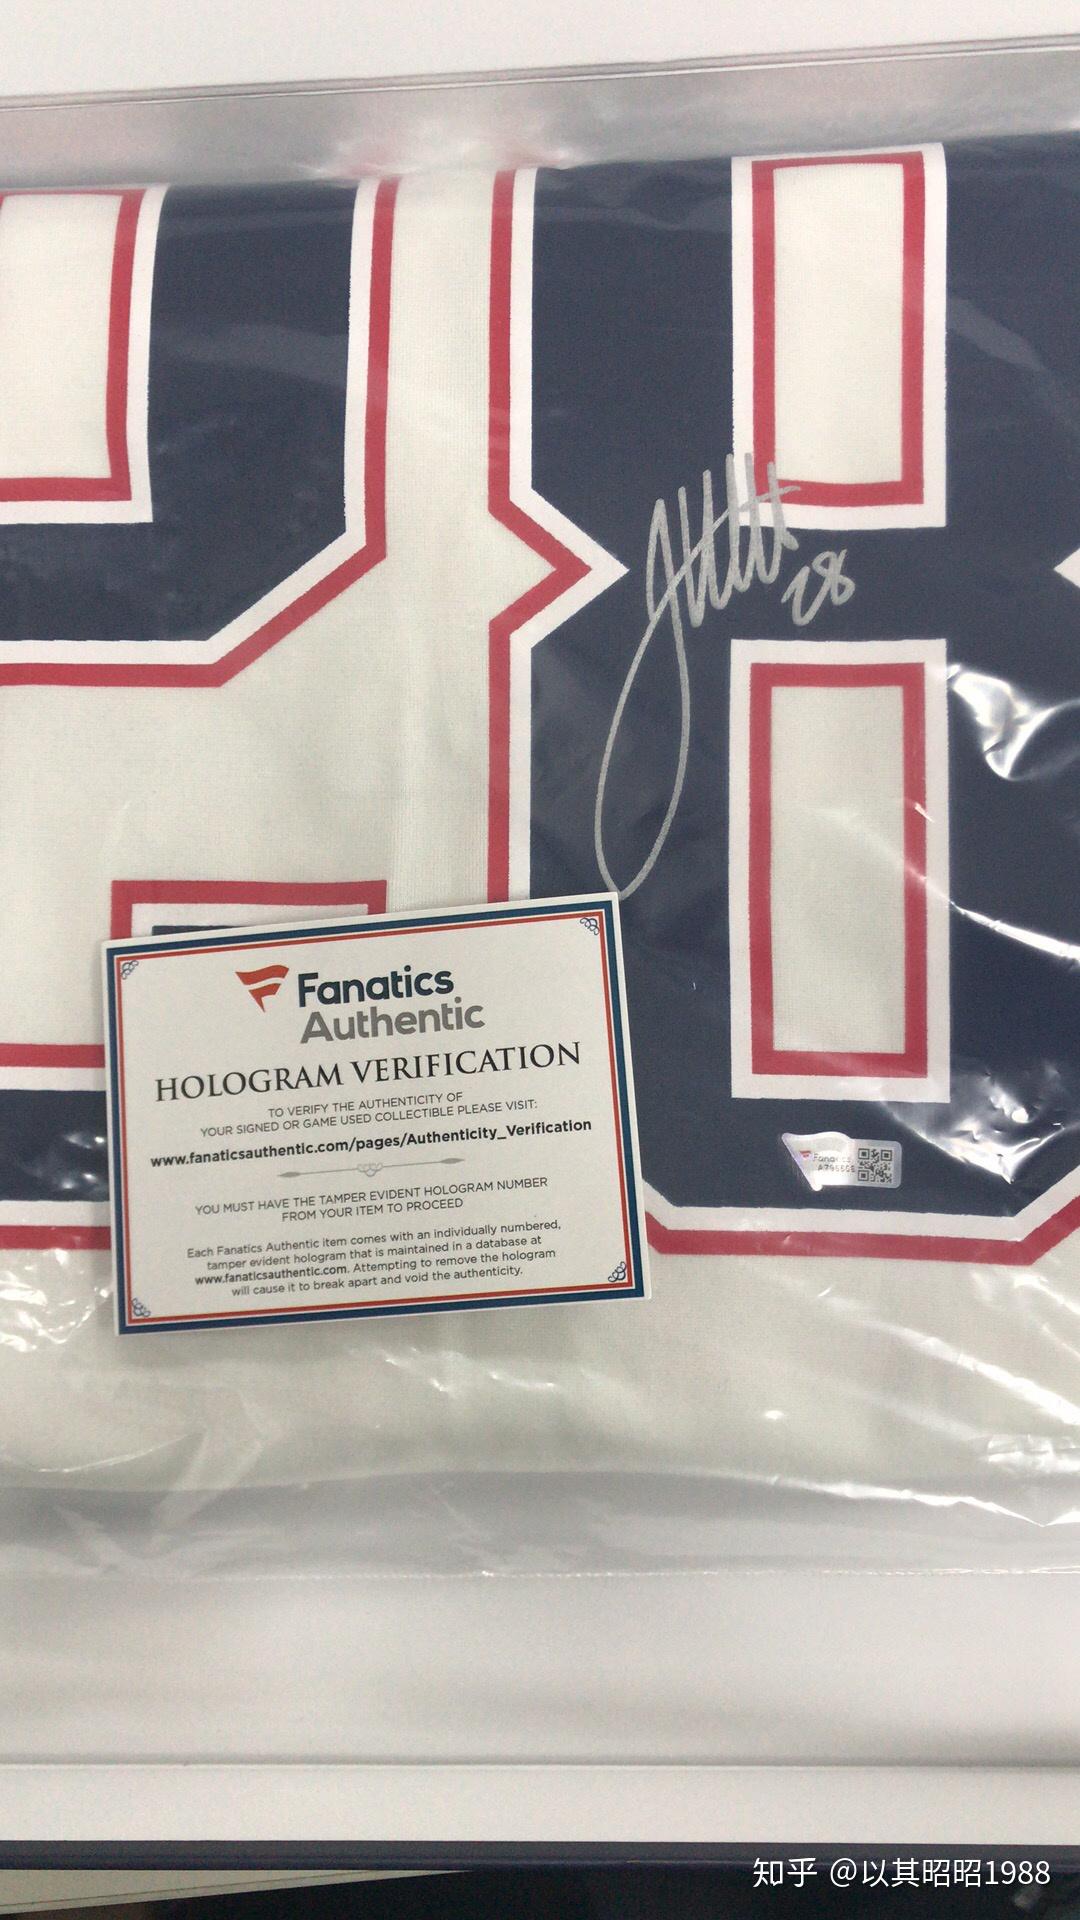 28
28
Fanatics
Authentic
HOLOGRAM VERIFICATION
TO VERIFY THE AUTHENTICITY OF
YOUR SIGNED OR GAME USED COLLECTIBLE PLEASE VISIT:
www.fanaticsauthentic.com/pages/Authenticity_Verification
YOU MUST HAVE THE TAMPER EVIDENT HOLOGRAM NUMBER
FROM YOUR ITEM TO PROCEED
Each Fanatics Authentic item comes with an individually numbered,
tamper evident hologram that is maintained in a database at
www.fanaticsauthentic.com. Attempting to remove the hologram
will cause it to break apart and void the authenticity.
Fanatics
知乎 @以其昭昭1988